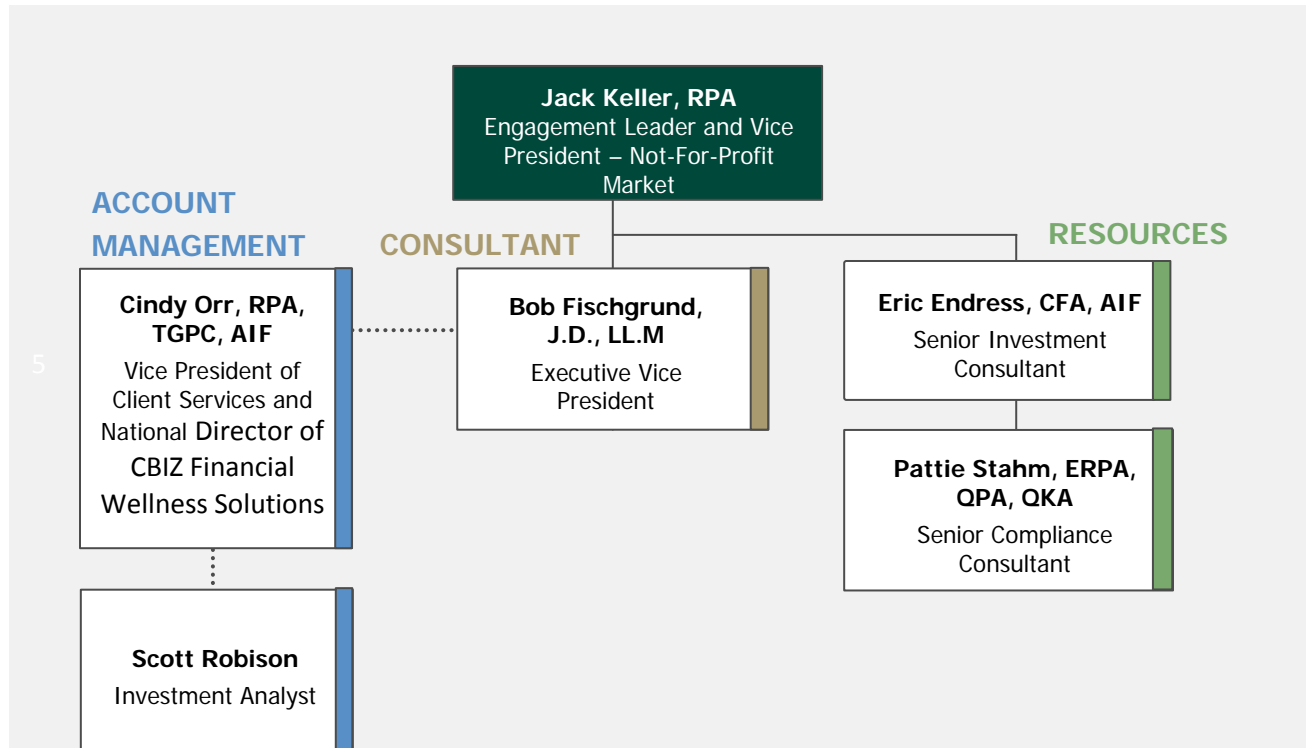 Jack Keller, RPA
Engagement Leader and Vice
President – Not-For-Profit
Market
ACCOUNT
MANAGEMENT
Cindy Orr, RPA,
TGPC, AIF
Vice President of
Client Services and
National Director of
CBIZ Financial
Wellness Solutions
Scott Robison
Investment Analyst
CONSULTANT
Bob Fischgrund,
J.D., LL.M
Executive Vice
President
RESOURCES
Eric Endress, CFA, AIF
Senior Investment
Consultant
Pattie Stahm, ERPA,
QPA, QKA
Senior Compliance
Consultant
5